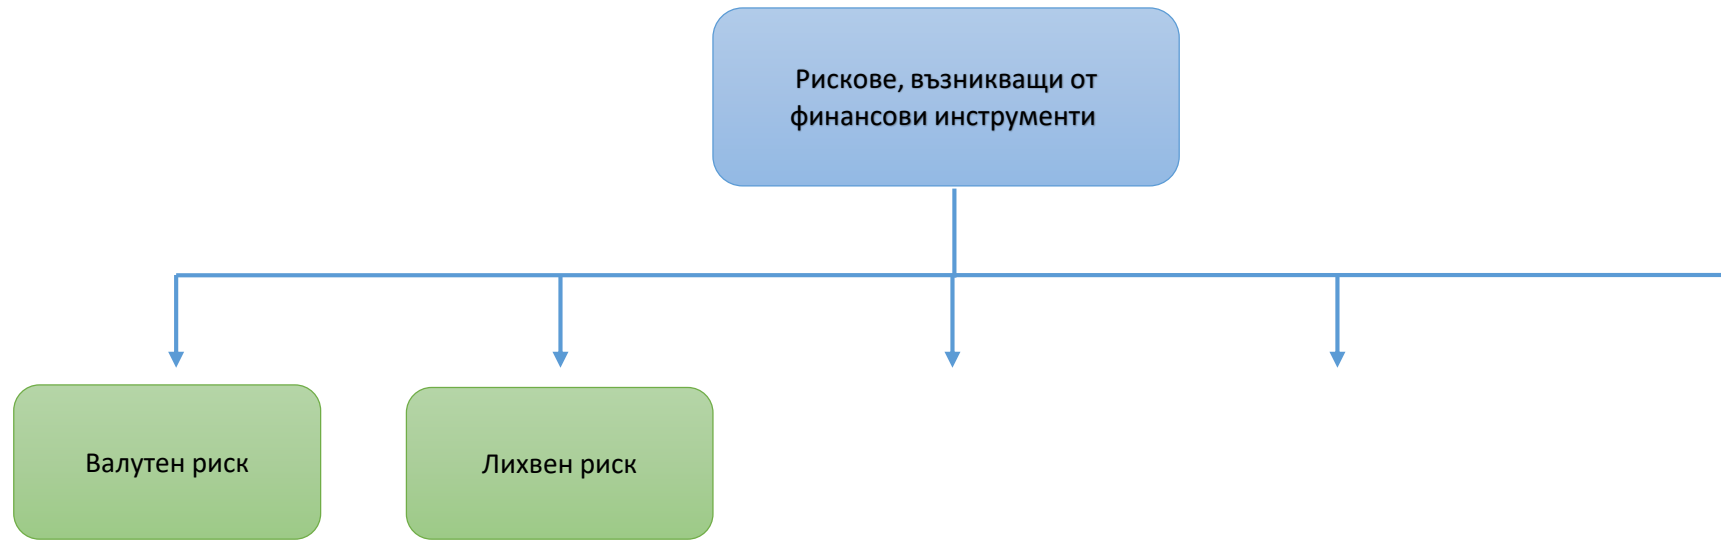 Рискове, възникващи от
финансови инструменти
Валутен риск
Лихвен риск